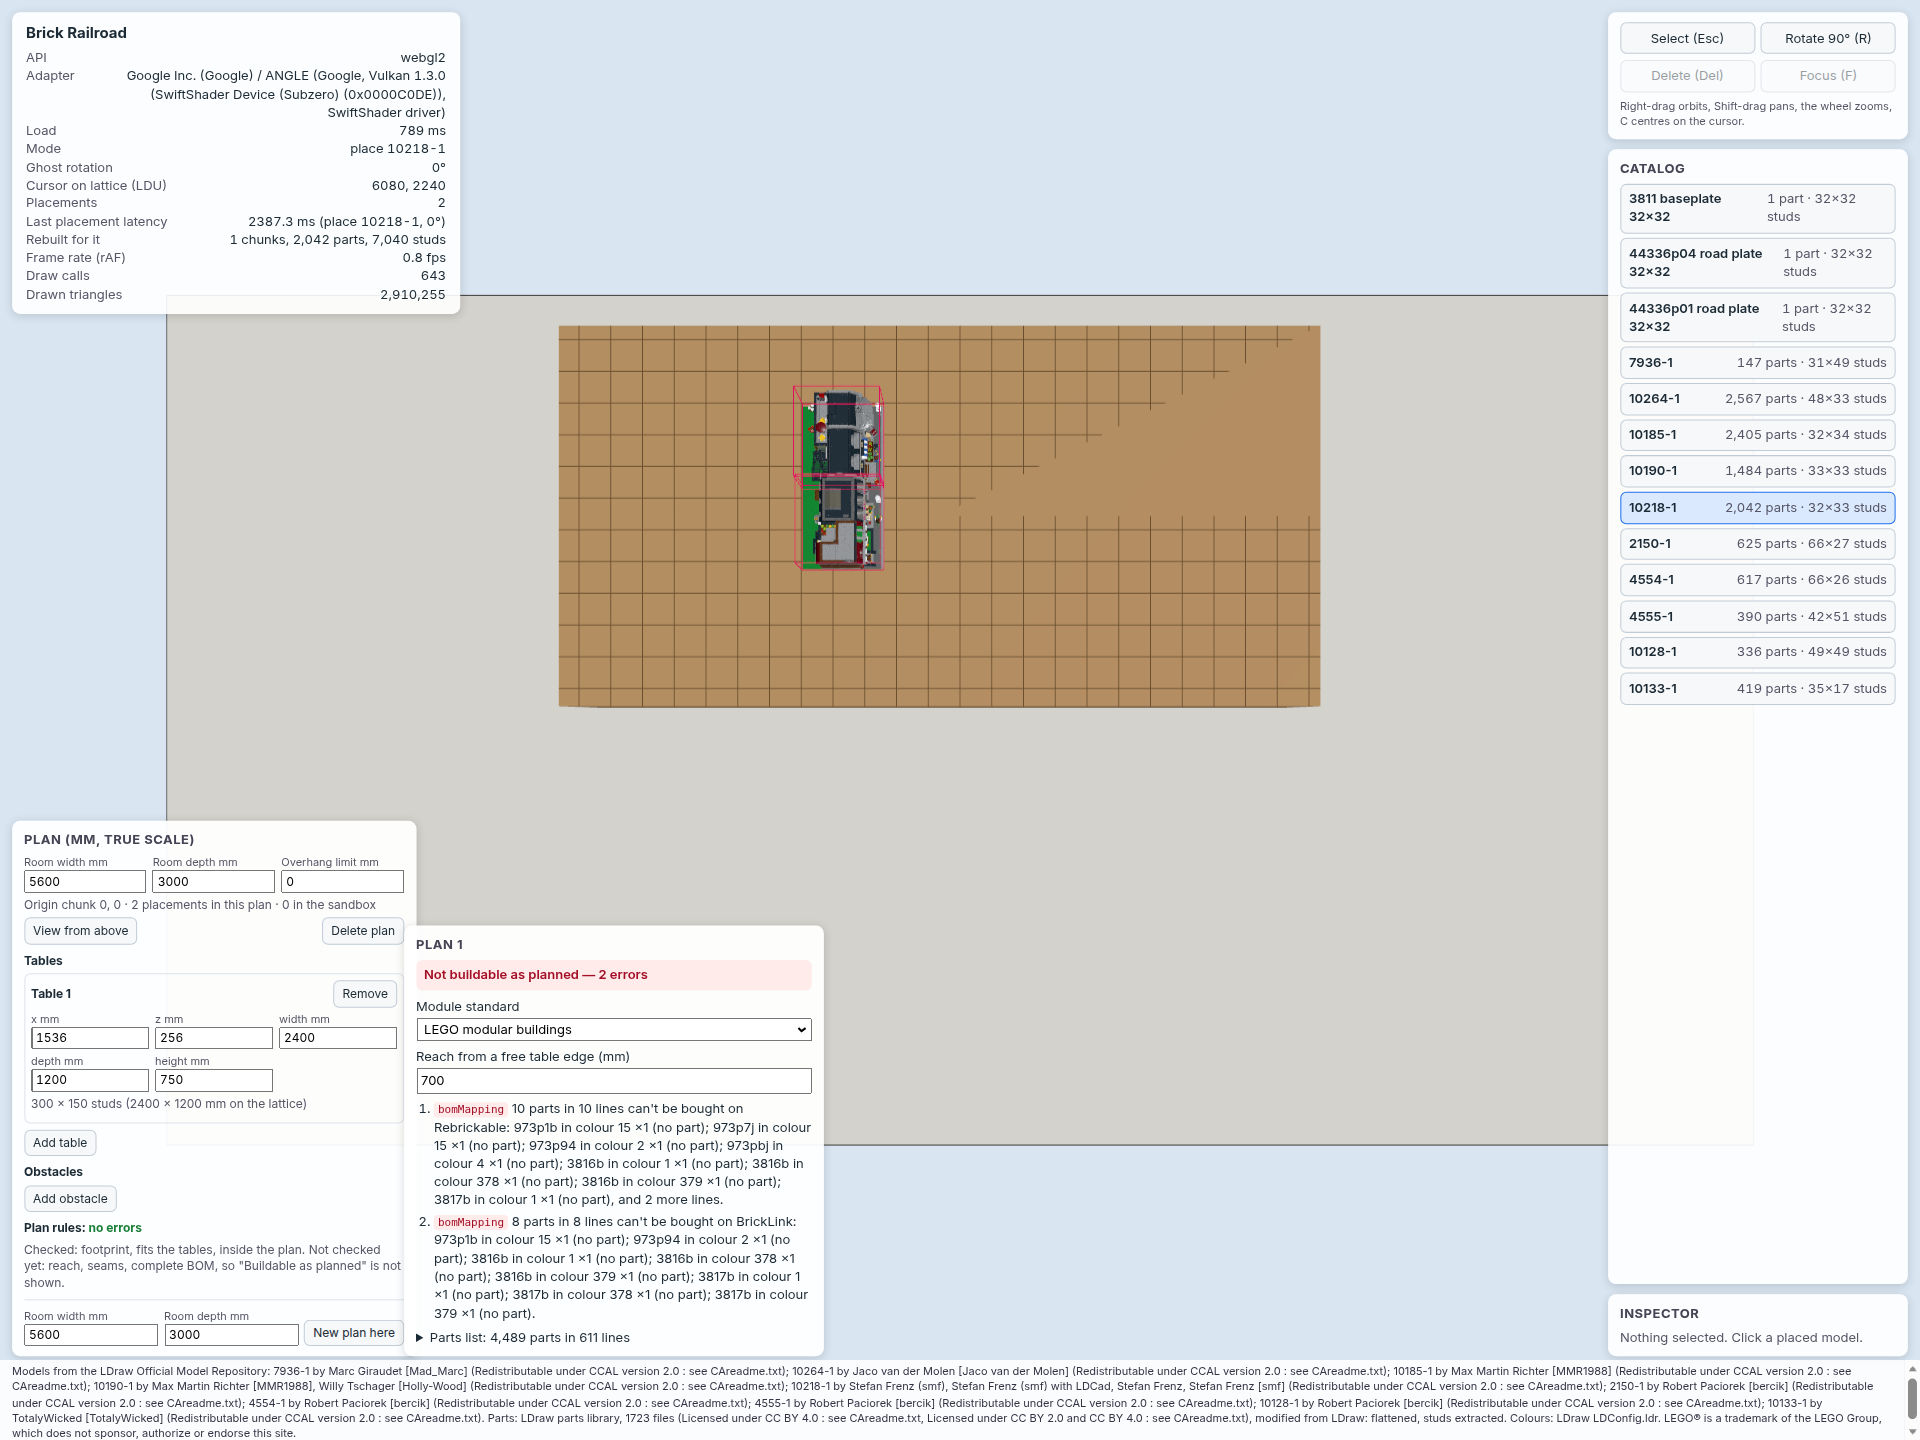 Brick Railroad
API webgl2
Adapter Google Inc. (Google) / ANGLE (Google, Vulkan 1.3.0
(SwiftShader Device (Subzero) (0x0000C0DE)),
SwiftShader driver)
Load 789 ms
Mode place 10218-1
Ghost rotation 0°
Cursor on lattice (LDU) 6080, 2240
Placements 2
Last placement latency 2387.3 ms (place 10218-1, 0°)
Rebuilt for it 1 chunks, 2,042 parts, 7,040 studs
Frame rate (rAF) 0.8 fps
Draw calls 643
Drawn triangles 2,910,255
Select (Esc) Rotate 90° (R)
Delete (Del) Focus (F)
Right-drag orbits, Shift-drag pans, the wheel zooms,
C centres on the cursor.
CATALOG
3811 baseplate 1 part · 32×32
32×32 studs
44336p04 road plate 1 part · 32×32
32×32 studs
44336p01 road plate 1 part · 32×32
32×32 studs
7936-1 147 parts · 31×49 studs
10264-1 2,567 parts · 48×33 studs
10185-1 2,405 parts · 32×34 studs
10190-1 1,484 parts · 33×33 studs
10218-1 2,042 parts · 32×33 studs
2150-1 625 parts · 66×27 studs
4554-1 617 parts · 66×26 studs
4555-1 390 parts · 42×51 studs
10128-1 336 parts · 49×49 studs
10133-1 419 parts · 35×17 studs
INSPECTOR
Nothing selected. Click a placed model.
PLAN (MM, TRUE SCALE)
Room width mm Room depth mm Overhang limit mm
5600 3000 0
Origin chunk 0, 0 · 2 placements in this plan · 0 in the sandbox
View from above Delete plan
Tables
Table 1 Remove
x mm z mm width mm
1536 256 2400
depth mm height mm
1200 750
300 × 150 studs (2400 × 1200 mm on the lattice)
Add table
Obstacles
Add obstacle
Plan rules: no errors
Checked: footprint, fits the tables, inside the plan. Not checked
yet: reach, seams, complete BOM, so "Buildable as planned" is not
shown.
Room width mm Room depth mm
5600 3000 New plan here
PLAN 1
Not buildable as planned — 2 errors
Module standard
LEGO modular buildings
Reach from a free table edge (mm)
700
1. bomMapping 10 parts in 10 lines can't be bought on
Rebrickable: 973p1b in colour 15 ×1 (no part); 973p7j in colour
15 ×1 (no part); 973p94 in colour 2 ×1 (no part); 973pbj in
colour 4 ×1 (no part); 3816b in colour 1 ×1 (no part); 3816b in
colour 378 ×1 (no part); 3816b in colour 379 ×1 (no part);
3817b in colour 1 ×1 (no part), and 2 more lines.
2. bomMapping 8 parts in 8 lines can't be bought on BrickLink:
973p1b in colour 15 ×1 (no part); 973p94 in colour 2 ×1 (no
part); 3816b in colour 1 ×1 (no part); 3816b in colour 378 ×1
(no part); 3816b in colour 379 ×1 (no part); 3817b in colour 1
×1 (no part); 3817b in colour 378 ×1 (no part); 3817b in colour
379 ×1 (no part).
▶ Parts list: 4,489 parts in 611 lines
Models from the LDraw Official Model Repository: 7936-1 by Marc Giraudet [Mad_Marc] (Redistributable under CCAL version 2.0 : see CAreadme.txt); 10264-1 by Jaco van der Molen [Jaco van der Molen] (Redistributable under CCAL version 2.0 : see CAreadme.txt); 10185-1 by Max Martin Richter [MMR1988] (Redistributable under CCAL version 2.0 : see
CAreadme.txt); 10190-1 by Max Martin Richter [MMR1988], Willy Tschager [Holly-Wood] (Redistributable under CCAL version 2.0 : see CAreadme.txt); 10218-1 by Stefan Frenz (smf), Stefan Frenz (smf) with LDCad, Stefan Frenz, Stefan Frenz [smf] (Redistributable under CCAL version 2.0 : see CAreadme.txt); 2150-1 by Robert Paciorek [bercik] (Redistributable
under CCAL version 2.0 : see CAreadme.txt); 4554-1 by Robert Paciorek [bercik] (Redistributable under CCAL version 2.0 : see CAreadme.txt); 4555-1 by Robert Paciorek [bercik] (Redistributable under CCAL version 2.0 : see CAreadme.txt); 10128-1 by Robert Paciorek [bercik] (Redistributable under CCAL version 2.0 : see CAreadme.txt); 10133-1 by
TotalyWicked [TotalyWicked] (Redistributable under CCAL version 2.0 : see CAreadme.txt). Parts: LDraw parts library, 1723 files (Licensed under CC BY 4.0 : see CAreadme.txt, Licensed under CC BY 2.0 and CC BY 4.0 : see CAreadme.txt), modified from LDraw: flattened, studs extracted. Colours: LDraw LDConfig.ldr. LEGO® is a trademark of the LEGO Group,
which does not sponsor, authorize or endorse this site.